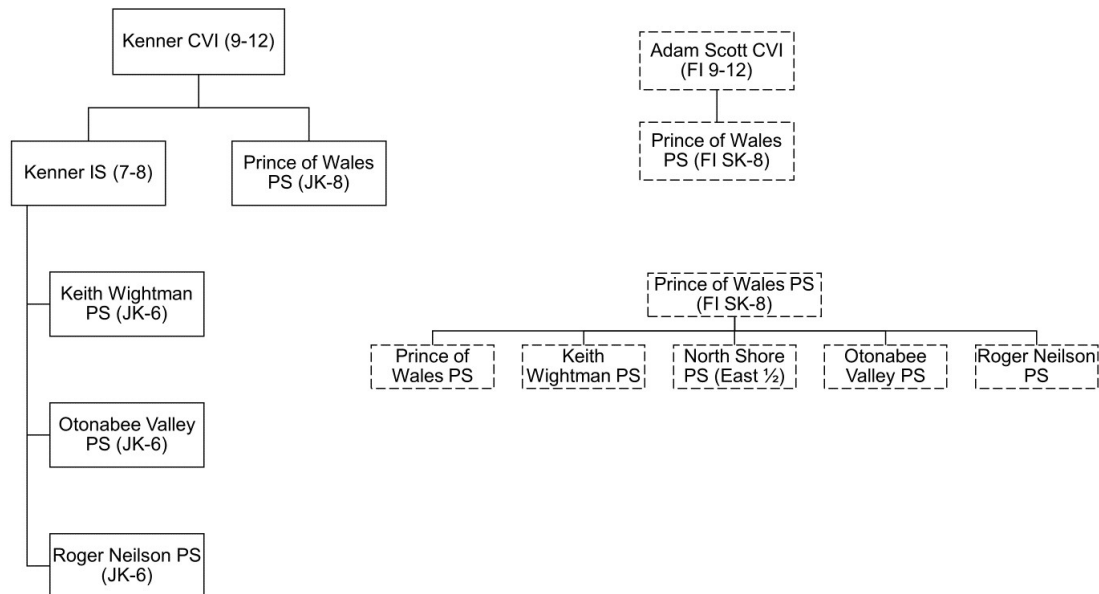 Kenner CVI (9-12)
Adam Scott CVI
(FI 9-12)
Kenner IS (7-8)
Prince of Wales
PS (JK-8)
Prince of Wales
PS (FI SK-8)
Keith Wightman
PS (JK-6)
Otonabee Valley
PS (JK-6)
Roger Neilson PS
(JK-6)
Prince of Wales PS
(FI SK-8)
Prince of
Wales PS
Keith
Wightman PS
North Shore
PS (East ½)
Otonabee
Valley PS
Roger Neilson
PS